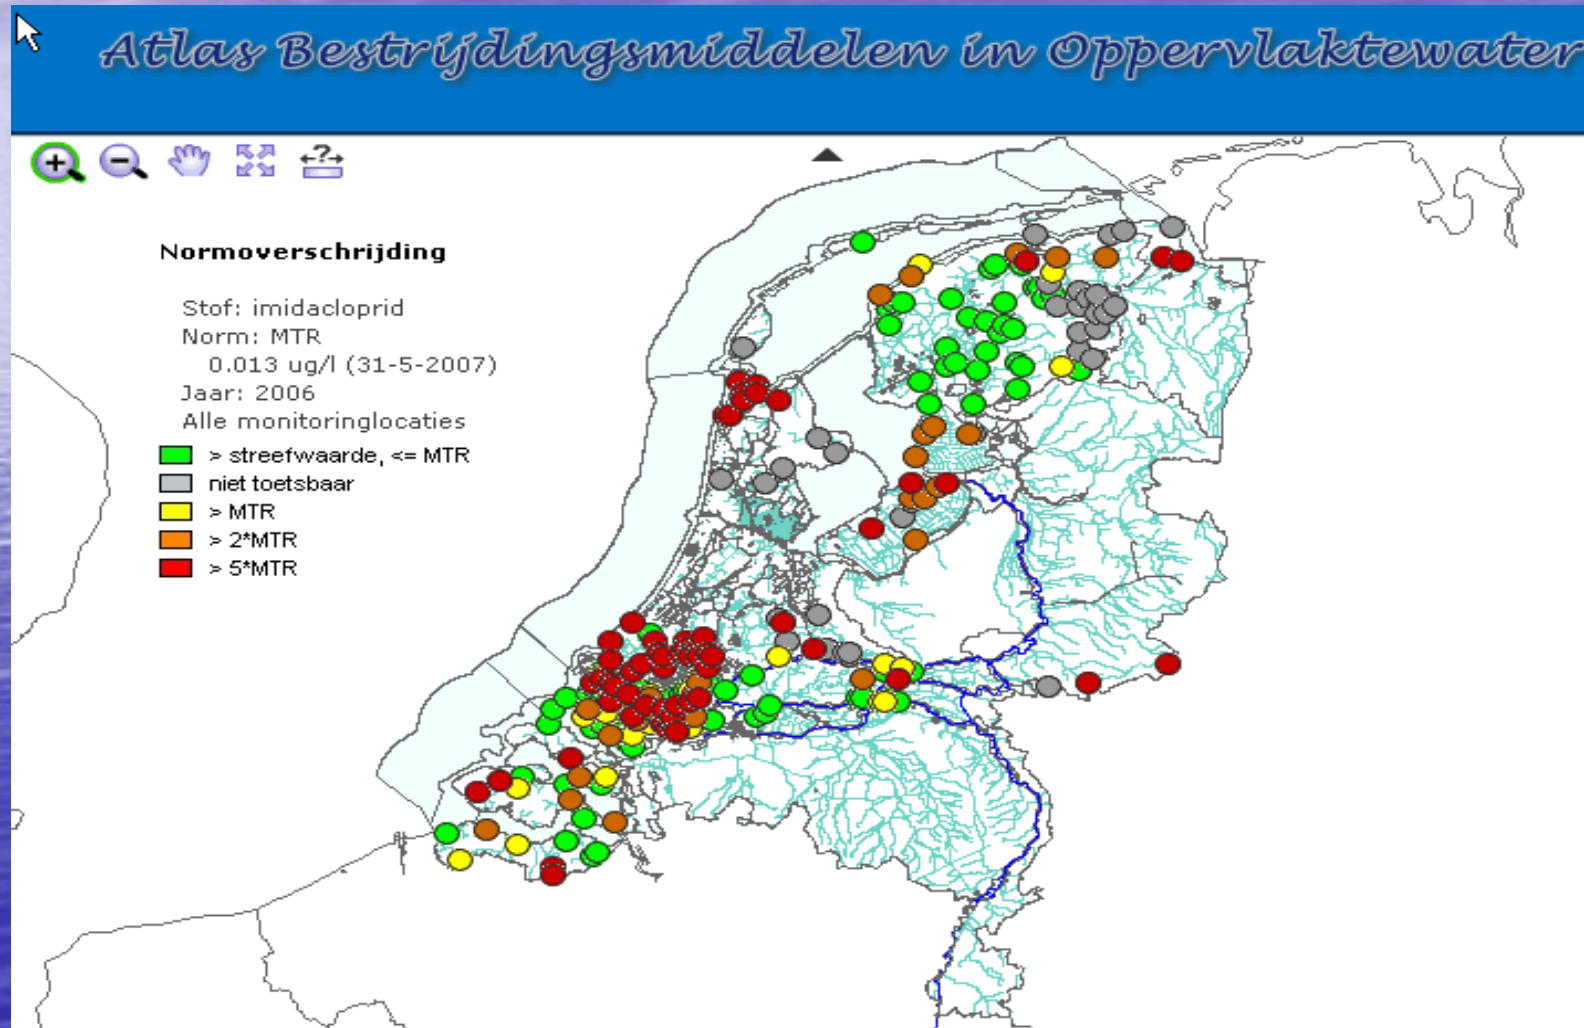 Atlas Bestrijdingsmiddelen in Oppervlaktewater
Normoverschrijding
Stof: imidacloprid
Norm: MTR
0.013 ug/l (31-5-2007)
Jaar: 2006
Alle monitoringlocaties
> streefwaarde, <= MTR
niet toetsbaar
> MTR
> 2*MTR
> 5*MTR